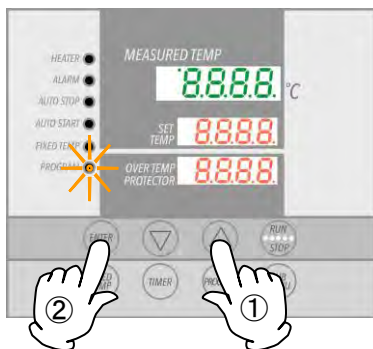 MEASURED TEMP
HEATER
8.8.8.8. °C
ALARM
AUTO STOP
AUTO START
SET TEMP 8.8.8.8.
FIXED TEMP
PROGRAM
OVER TEMP PROTECTOR 8.8.8.8.
ENTER
RUN
STOP
TIMER
②
①